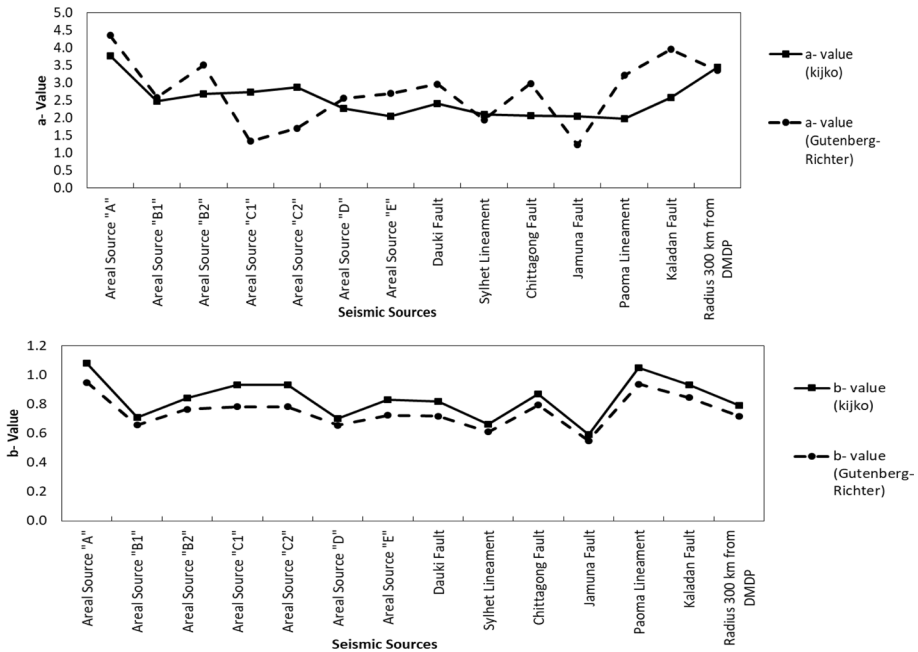 5.0
4.5
4.0
3.5
3.0
2.5
2.0
1.5
1.0
0.5
0.0
a- Value
Areal Source "A"
Areal Source "B1"
Areal Source "B2"
Areal Source "C1"
Areal Source "C2"
Areal Source "D"
Areal Source "E"
Dauki Fault
Sylhet Lineament
Chittagong Fault
Jamuna Fault
Paoma Lineament
Kaladan Fault
Radius 300 km from
DMDP
Seismic Sources
a- value
(kijko)
a- value
(Gutenberg-
Richter)
1.2
1.0
0.8
0.6
0.4
0.2
0.0
b- Value
Areal Source "A"
Areal Source "B1"
Areal Source "B2"
Areal Source "C1"
Areal Source "C2"
Areal Source "D"
Areal Source "E"
Dauki Fault
Sylhet Lineament
Chittagong Fault
Jamuna Fault
Paoma Lineament
Kaladan Fault
Radius 300 km from
DMDP
Seismic Sources
b- value
(kijko)
b- value
(Gutenberg-
Richter)